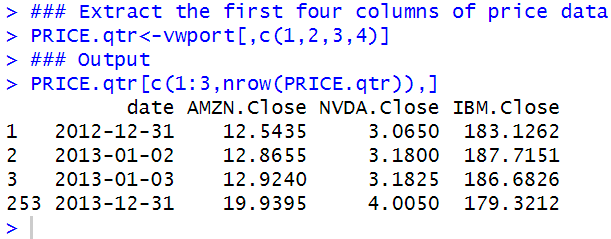 > ### Extract the first four columns of price data
> PRICE.qtr<-vwport[,c(1,2,3,4)]
> ### Output
> PRICE.qtr[c(1:3,nrow(PRICE.qtr)),]
          date AMZN.Close NVDA.Close IBM.Close
1   2012-12-31    12.5435     3.0650  183.1262
2   2013-01-02    12.8655     3.1800  187.7151
3   2013-01-03    12.9240     3.1825  186.6826
253 2013-12-31    19.9395     4.0050  179.3212
>